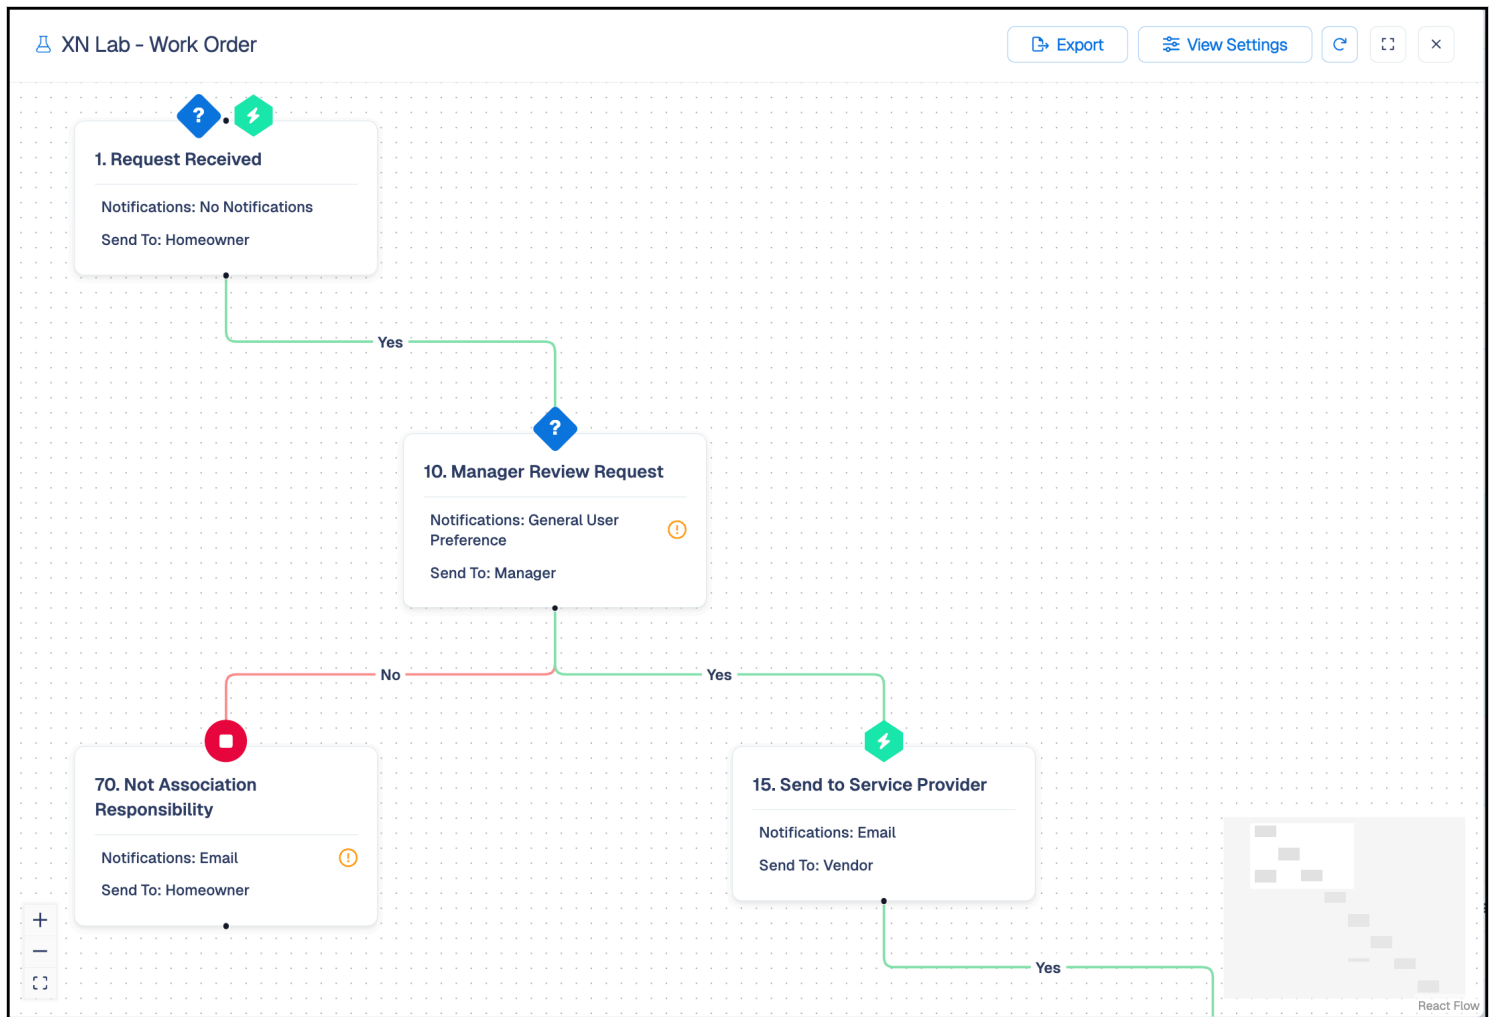 XN Lab - Work Order
Export
View Settings
?
1. Request Received
Notifications: No Notifications
Send To: Homeowner
Yes
?
10. Manager Review Request
Notifications: General User
Preference
Send To: Manager
No
Yes
70. Not Association
Responsibility
Notifications: Email
Send To: Homeowner
15. Send to Service Provider
Notifications: Email
Send To: Vendor
Yes
React Flow